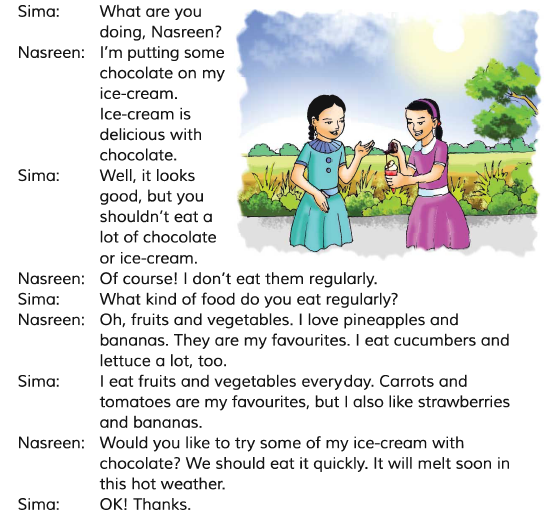 Sima: What are you
doing, Nasreen?
Nasreen: I'm putting some
chocolate on my
ice-cream.
Ice-cream is
delicious with
chocolate.
Sima: Well, it looks
good, but you
shouldn't eat a
lot of chocolate
or ice-cream.
Nasreen: Of course! I don't eat them regularly.
Sima: What kind of food do you eat regularly?
Nasreen: Oh, fruits and vegetables. I love pineapples and
bananas. They are my favourites. I eat cucumbers and
lettuce a lot, too.
Sima: I eat fruits and vegetables everyday. Carrots and
tomatoes are my favourites, but I also like strawberries
and bananas.
Nasreen: Would you like to try some of my ice-cream with
chocolate? We should eat it quickly. It will melt soon in
this hot weather.
Sima: OK! Thanks.